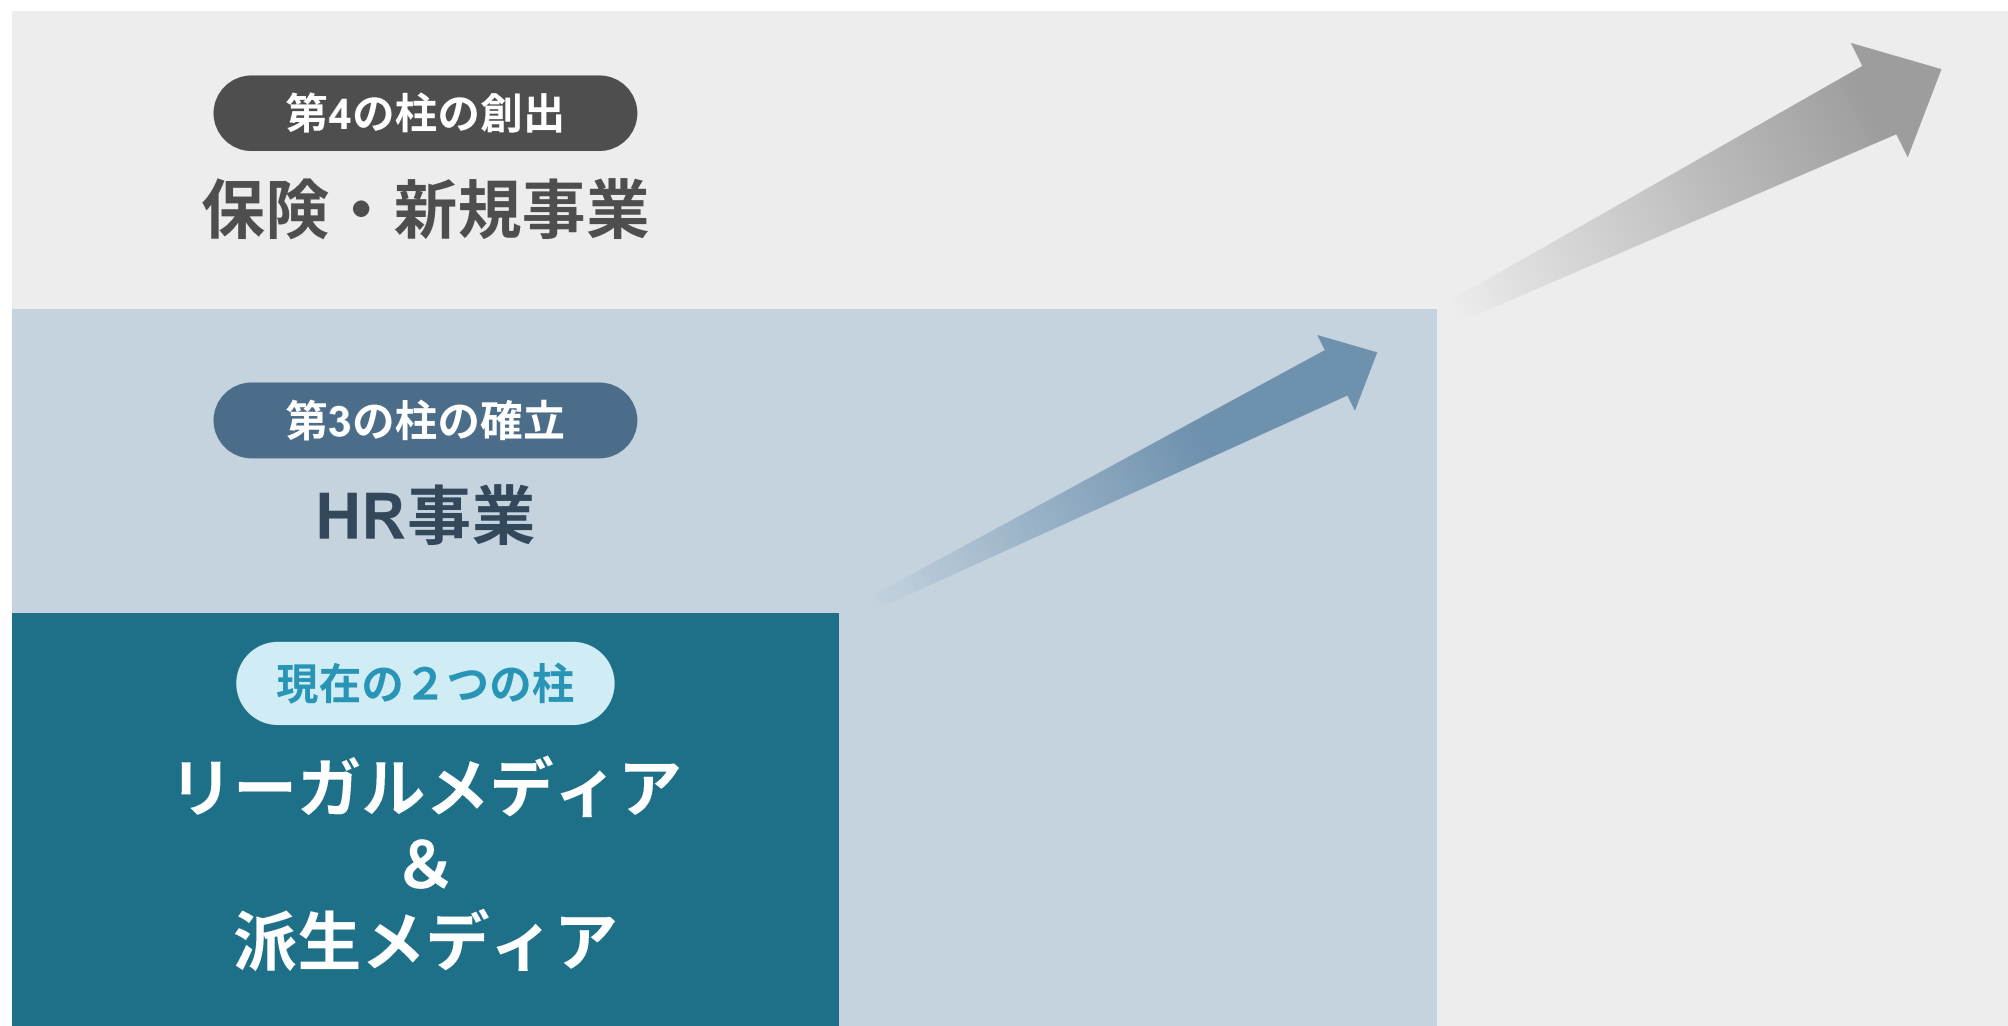 第4の柱の創出
保険・新規事業
第3の柱の確立
HR事業
現在の２つの柱
リーガルメディア
&
派生メディア